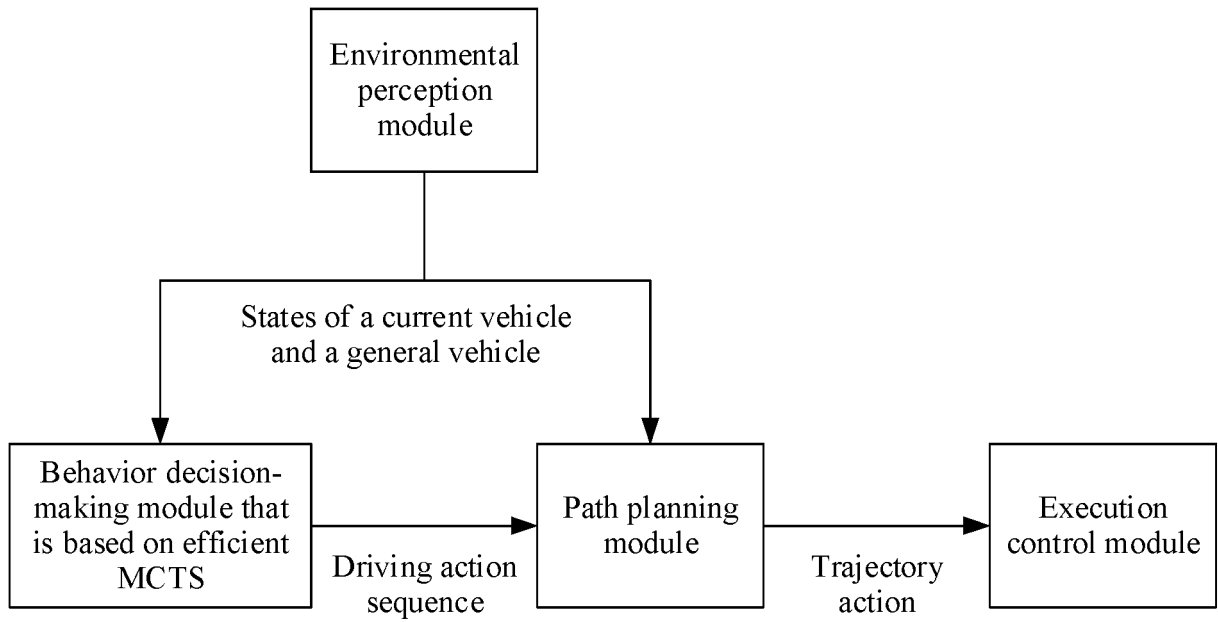 Environmental
perception
module
States of a current vehicle
and a general vehicle
Behavior decision-
making module that
is based on efficient
MCTS
Driving action
sequence
Path planning
module
Trajectory
action
Execution
control module